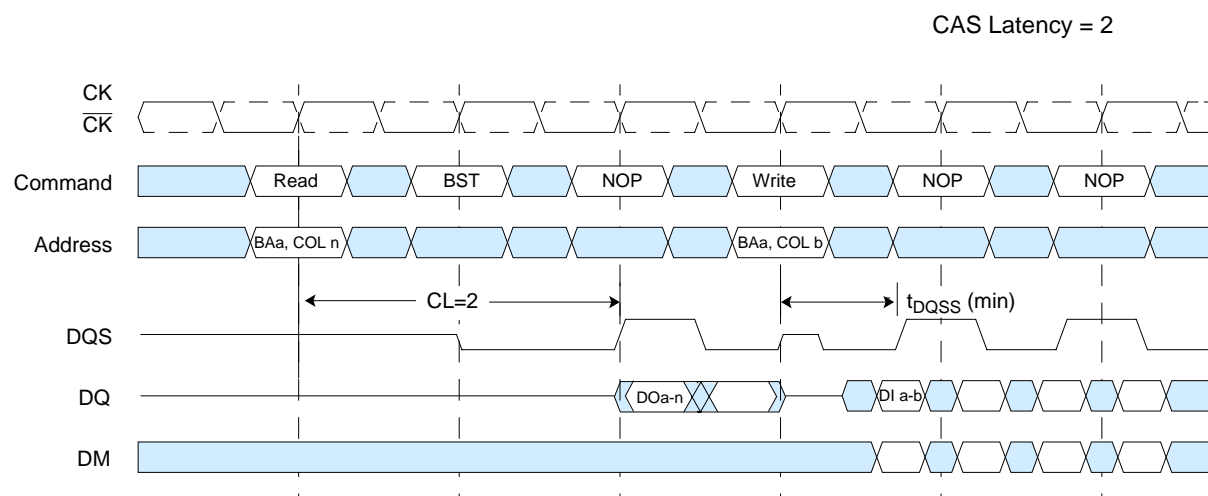 CAS Latency = 2
CK
CK
Command Read BST NOP Write NOP NOP
Address BAa, COL n BAa, COL b
CL=2 tDQSS (min)
DQS
DQ DOa-n DI a-b
DM